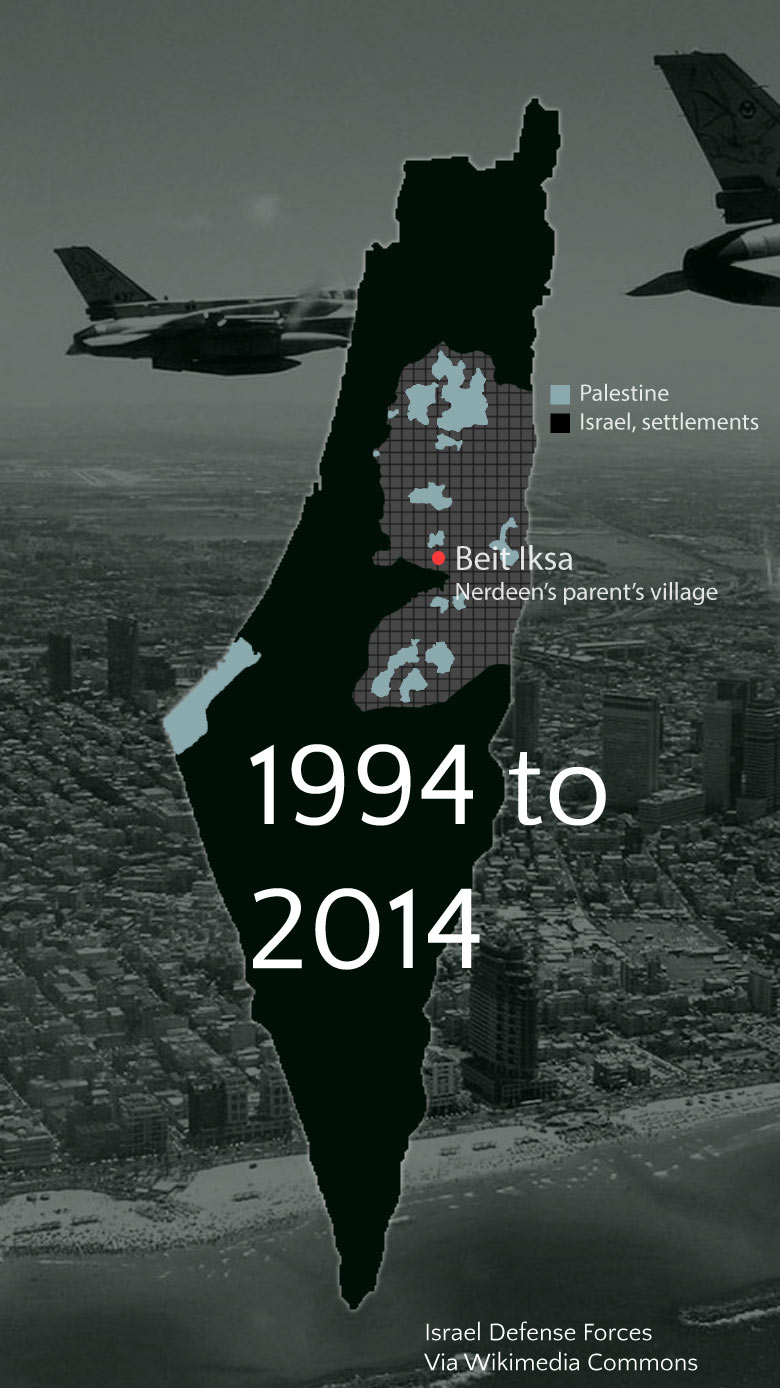 Palestine
Israel, settlements
Beit Iksa
Nerdeen's parent's village
1994 to
2014
Israel Defense Forces
Via Wikimedia Commons